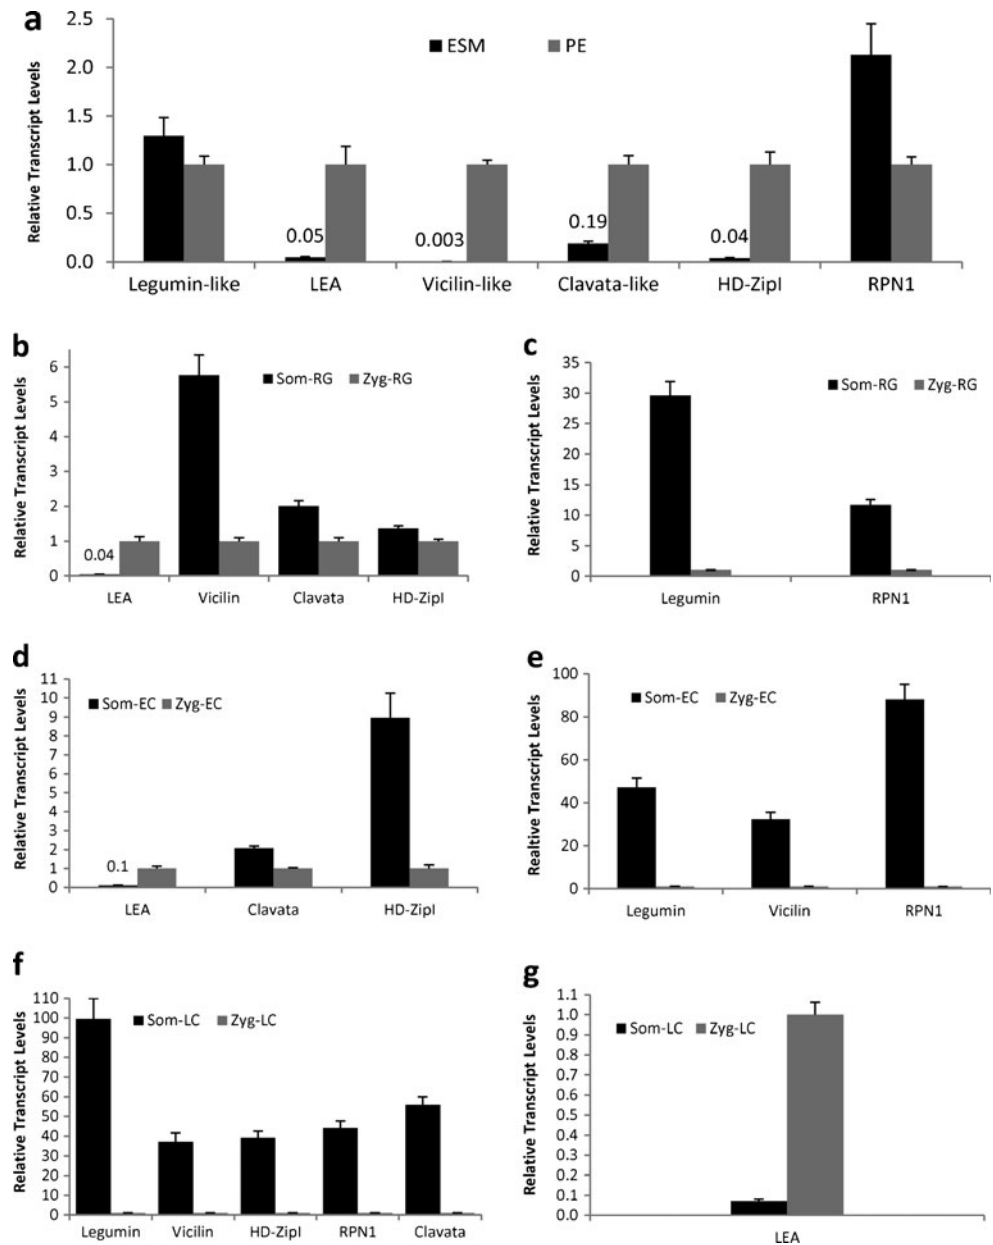 a
Relative Transcript Levels
2.5
2.0
1.5
1.0
0.5
0.0
ESM PE
0.05 0.003 0.19 0.04
Legumin-like LEA Vicilin-like Clavata-like HD-ZipI RPN1
b
Relative Transcript Levels
6
5
4
3
2
1
0
Som-RG Zyg-RG
0.04
LEA Vicilin Clavata HD-ZipI
c
Relative Transcript Levels
35
30
25
20
15
10
5
0
Som-RG Zyg-RG
Legumin RPN1
d
Relative Transcript Levels
11
10
9
8
7
6
5
4
3
2
1
0
Som-EC Zyg-EC
0.1
LEA Clavata HD-ZipI
e
Realtive Transcript Levels
100
80
60
40
20
0
Som-EC Zyg-EC
Legumin Vicilin RPN1
f
Relative Transcript Levels
110
100
90
80
70
60
50
40
30
20
10
0
Som-LC Zyg-LC
Legumin Vicilin HD-ZipI RPN1 Clavata
g
Relative Transcript Levels
1.1
1.0
0.9
0.8
0.7
0.6
0.5
0.4
0.3
0.2
0.1
0.0
Som-LC Zyg-LC
LEA